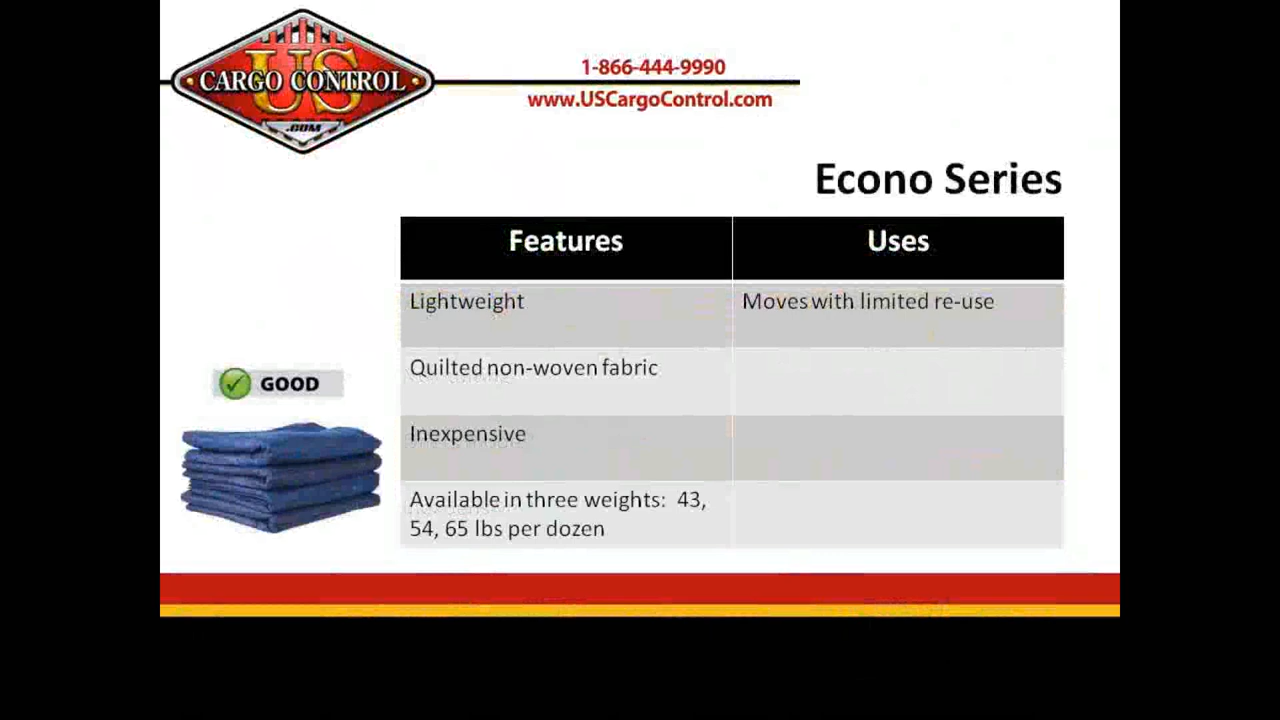 US
CARGO CONTROL
.COM
1-866-444-9990
www.USCargoControl.com
Econo Series
Features
Uses
Lightweight
Moves with limited re-use
Quilted non-woven fabric
Inexpensive
Available in three weights: 43,
54, 65 lbs per dozen
GOOD